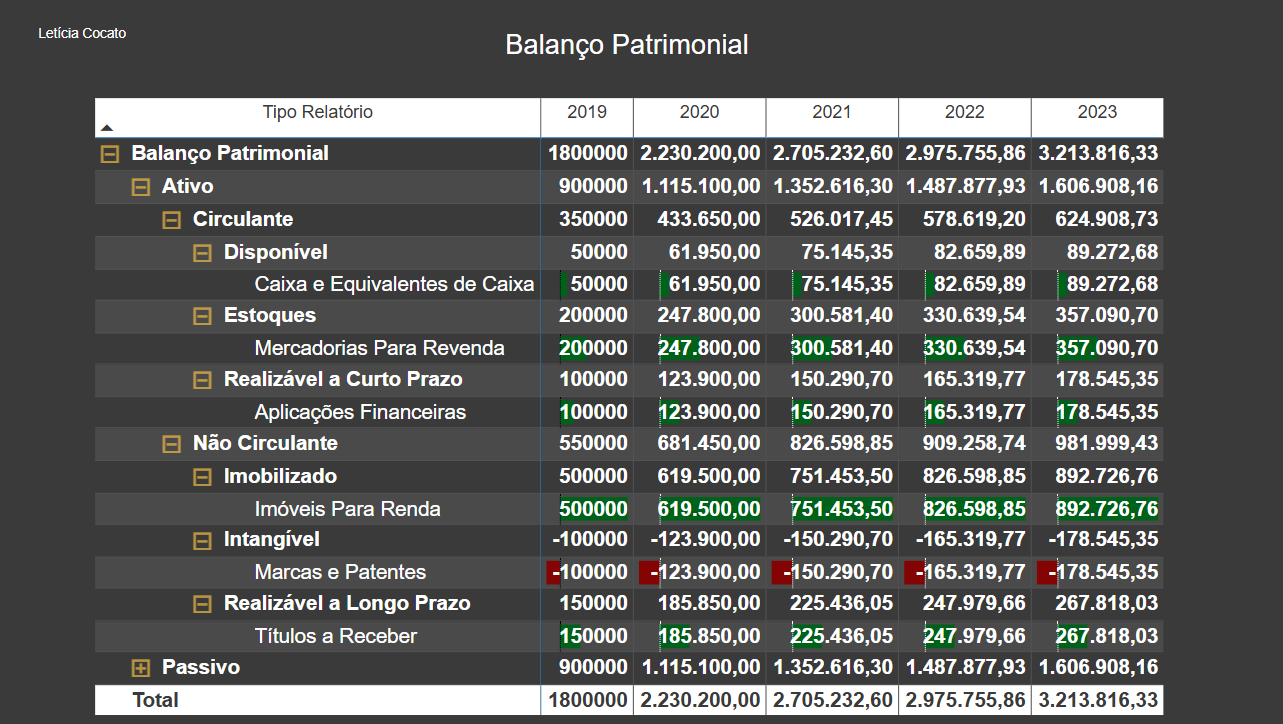 Letícia Cocato
Balanço Patrimonial
Tipo Relatório 2019 2020 2021 2022 2023
Balanço Patrimonial 1800000 2.230.200,00 2.705.232,60 2.975.755,86 3.213.816,33
Ativo 900000 1.115.100,00 1.352.616,30 1.487.877,93 1.606.908,16
Circulante 350000 433.650,00 526.017,45 578.619,20 624.908,73
Disponível 50000 61.950,00 75.145,35 82.659,89 89.272,68
Caixa e Equivalentes de Caixa 50000 61.950,00 75.145,35 82.659,89 89.272,68
Estoques 200000 247.800,00 300.581,40 330.639,54 357.090,70
Mercadorias Para Revenda 200000 247.800,00 300.581,40 330.639,54 357.090,70
Realizável a Curto Prazo 100000 123.900,00 150.290,70 165.319,77 178.545,35
Aplicações Financeiras 100000 123.900,00 150.290,70 165.319,77 178.545,35
Não Circulante 550000 681.450,00 826.598,85 909.258,74 981.999,43
Imobilizado 500000 619.500,00 751.453,50 826.598,85 892.726,76
Imóveis Para Renda 500000 619.500,00 751.453,50 826.598,85 892.726,76
Intangível -100000 -123.900,00 -150.290,70 -165.319,77 -178.545,35
Marcas e Patentes -100000 -123.900,00 -150.290,70 -165.319,77 -178.545,35
Realizável a Longo Prazo 150000 185.850,00 225.436,05 247.979,66 267.818,03
Títulos a Receber 150000 185.850,00 225.436,05 247.979,66 267.818,03
Passivo 900000 1.115.100,00 1.352.616,30 1.487.877,93 1.606.908,16
Total 1800000 2.230.200,00 2.705.232,60 2.975.755,86 3.213.816,33